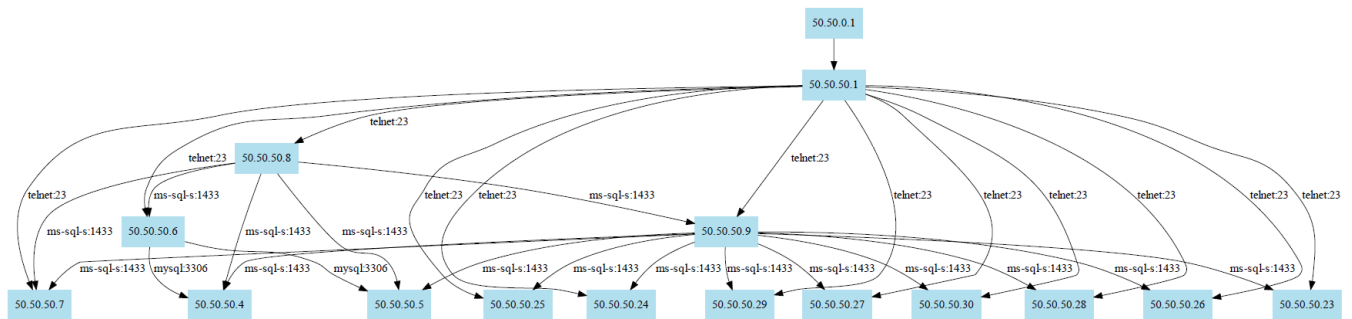 50.50.0.1
50.50.50.1
telnet:23
50.50.50.8
telnet:23
telnet:23
telnet:23
ms-sql-s:1433
ms-sql-s:1433
telnet:23
telnet:23
telnet:23
telnet:23
telnet:23
telnet:23
telnet:23
telnet:23
50.50.50.6
ms-sql-s:1433
ms-sql-s:1433
ms-sql-s:1433
50.50.50.9
ms-sql-s:1433
mysql:3306
ms-sql-s:1433
mysql:3306
ms-sql-s:1433
ms-sql-s:1433
ms-sql-s:1433
ms-sql-s:1433
ms-sql-s:1433
ms-sql-s:1433
ms-sql-s:1433
ms-sql-s:1433
ms-sql-s:1433
50.50.50.7
50.50.50.4
50.50.50.5
50.50.50.25
50.50.50.24
50.50.50.29
50.50.50.27
50.50.50.30
50.50.50.28
50.50.50.26
50.50.50.23